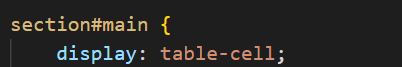 section#main {
    display: table-cell;